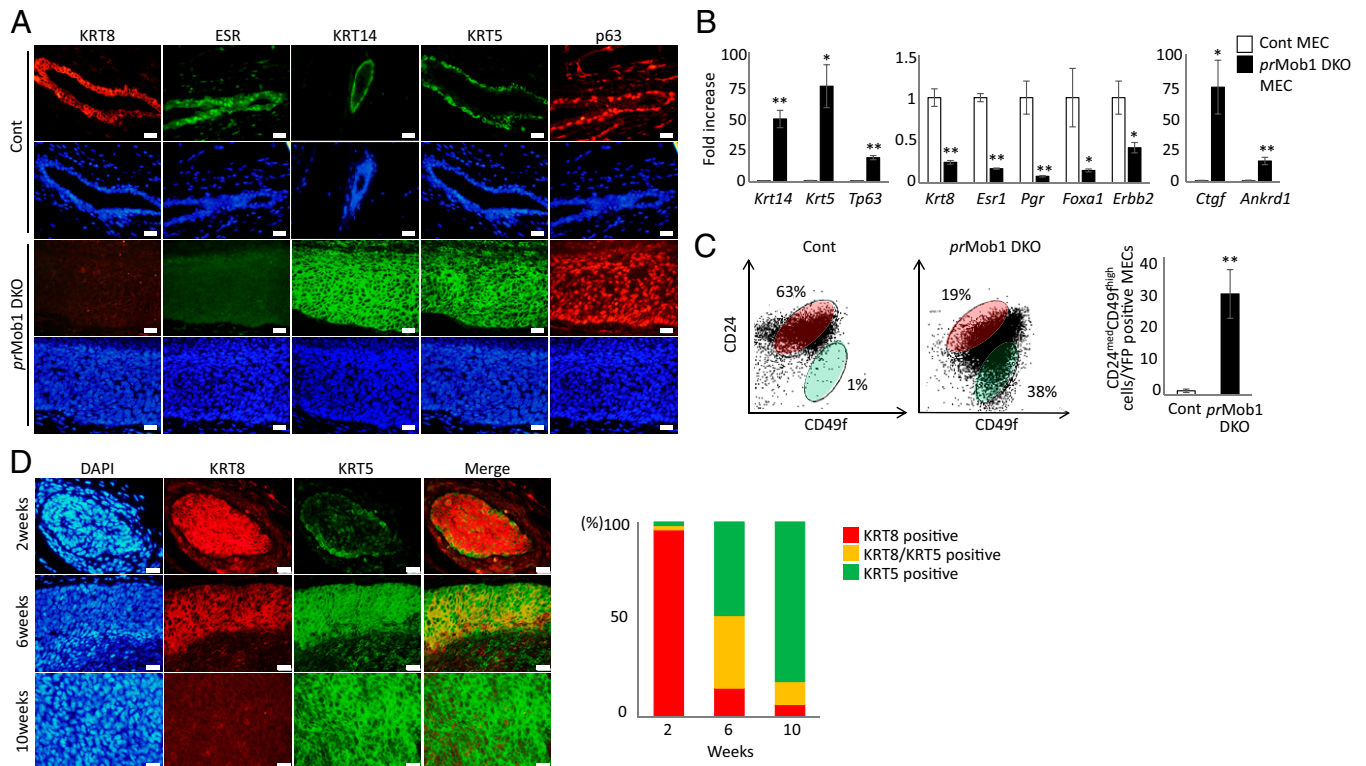 A
KRT8 ESR KRT14 KRT5 p63
Cont
prMob1 DKO
B
Fold increase
100
75
50
25
0
** * **
Krt14 Krt5 Tp63
1.5
1
0.5
0
** ** ** * *
Krt8 Esr1 Pgr Foxa1 Erbb2
100
75
50
25
0
* **
Ctgf Ankrd1
Cont MEC
prMob1 DKO
MEC
C
Cont
63%
1%
CD24
CD49f
prMob1 DKO
19%
38%
CD49f
CD24medCD49fhigh
cells/YFP positive MECs
40
30
20
10
0
**
Cont prMob1
DKO
D
DAPI KRT8 KRT5 Merge
2weeks
6weeks
10weeks
(%)100
50
0
2 6 10
Weeks
KRT8 positive
KRT8/KRT5 positive
KRT5 positive